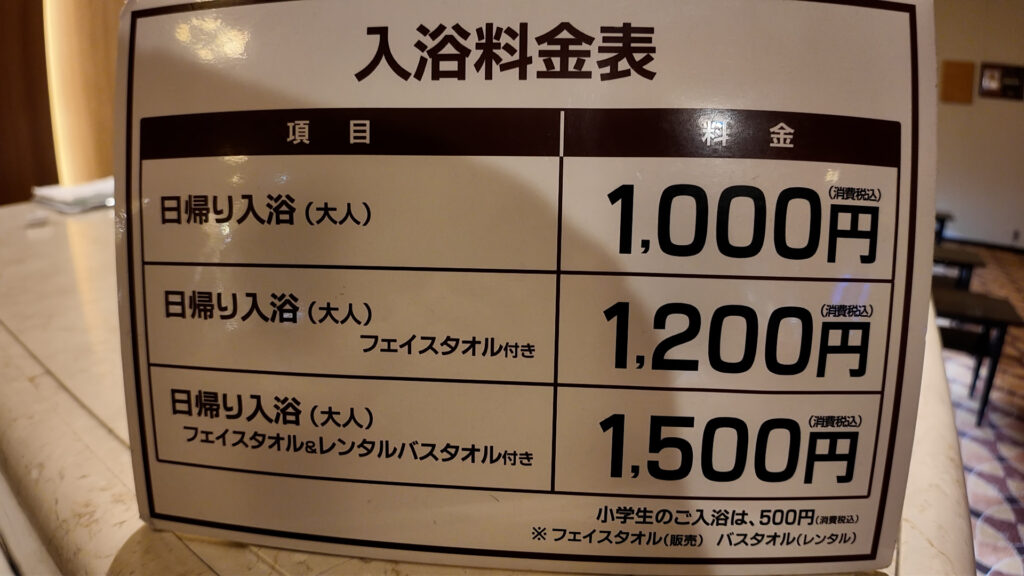 入浴料金表
項目 料金
日帰り入浴（大人） 1,000円（消費税込）
日帰り入浴（大人） 1,200円（消費税込）
フェイスタオル付き
日帰り入浴（大人） 1,500円（消費税込）
フェイスタオル&レンタルバスタオル付き
小学生のご入浴は、500円（消費税込）
※ フェイスタオル（販売） バスタオル（レンタル）